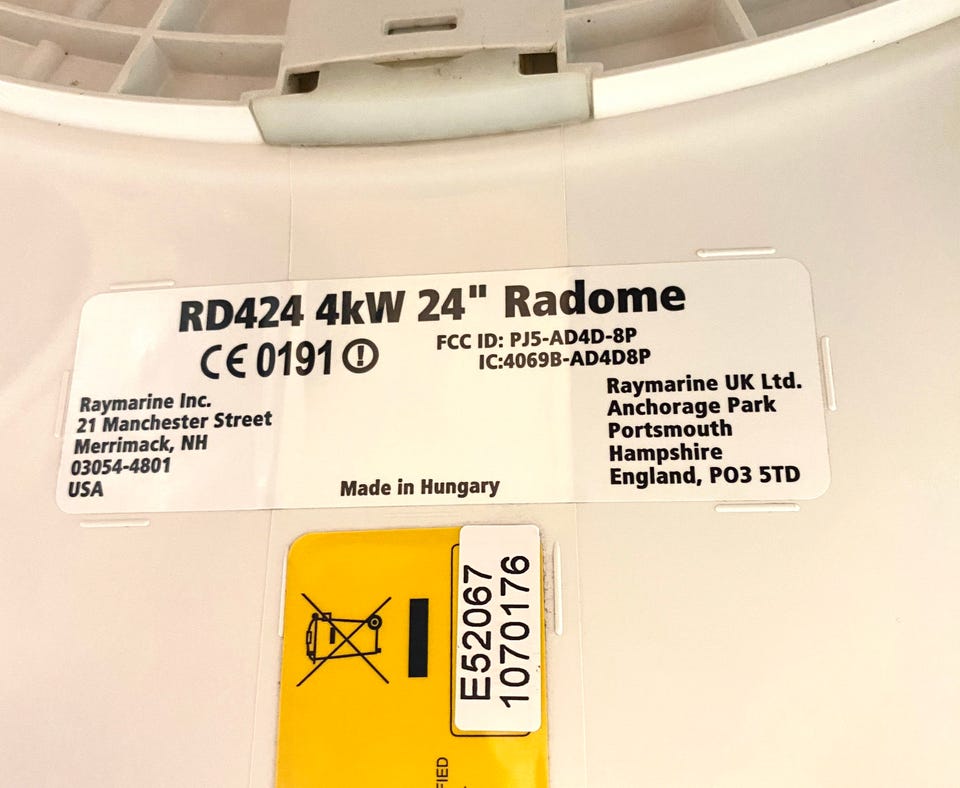 RD424 4kW 24" Radome
CE 0191
FCC ID: PJ5-AD4D-8P
IC:4069B-AD4D8P
Raymarine Inc.
21 Manchester Street
Merrimack, NH
03054-4801
USA
Raymarine UK Ltd.
Anchorage Park
Portsmouth
Hampshire
England, PO3 5TD
Made in Hungary
E52067
1070176